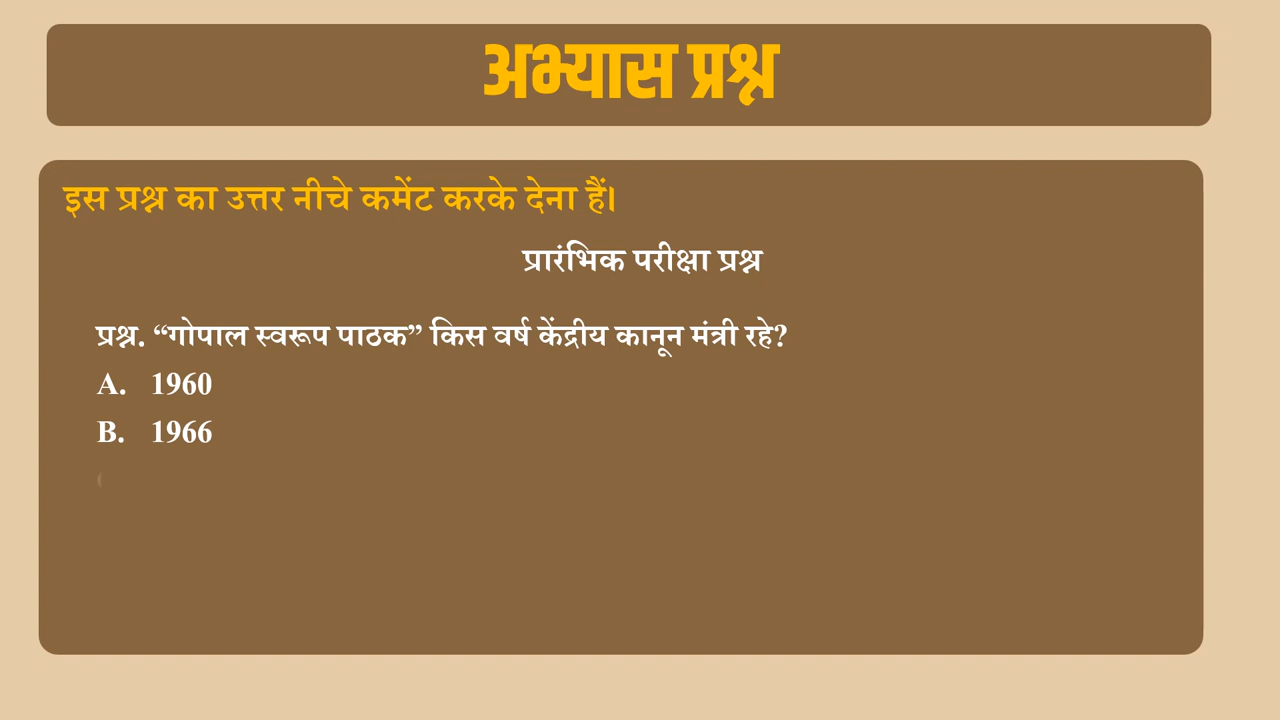 अभ्यास प्रश्न
इस प्रश्न का उत्तर नीचे कमेंट करके देना हैं।
प्रारंभिक परीक्षा प्रश्न
प्रश्न. “गोपाल स्वरूप पाठक” किस वर्ष केंद्रीय कानून मंत्री रहे?
A. 1960
B. 1966